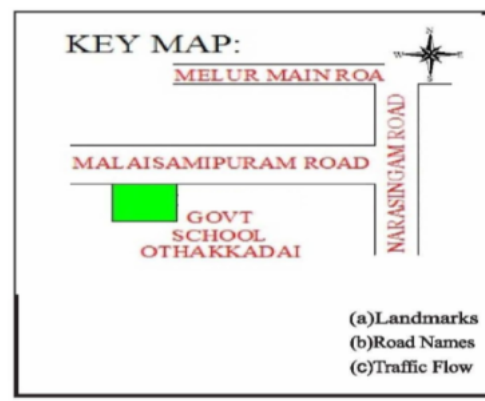 KEY MAP:
N
W E
S
MELUR MAIN ROA
MALAISAMIPURAM ROAD
NARASINGAM ROAD
GOVT
SCHOOL
OTHAKKADAI
(a)Landmarks
(b)Road Names
(c)Traffic Flow